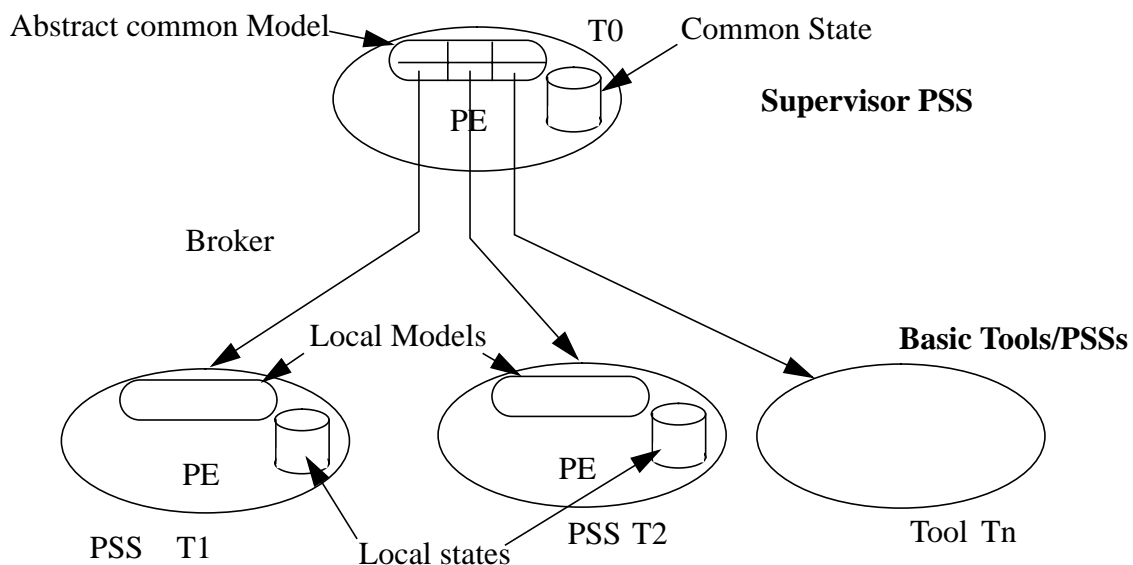 Abstract common Model
T0
Common State
Supervisor PSS
PE
Broker
Local Models
Basic Tools/PSSs
PE
PE
PSS T1
Local states
PSS T2
Tool Tn